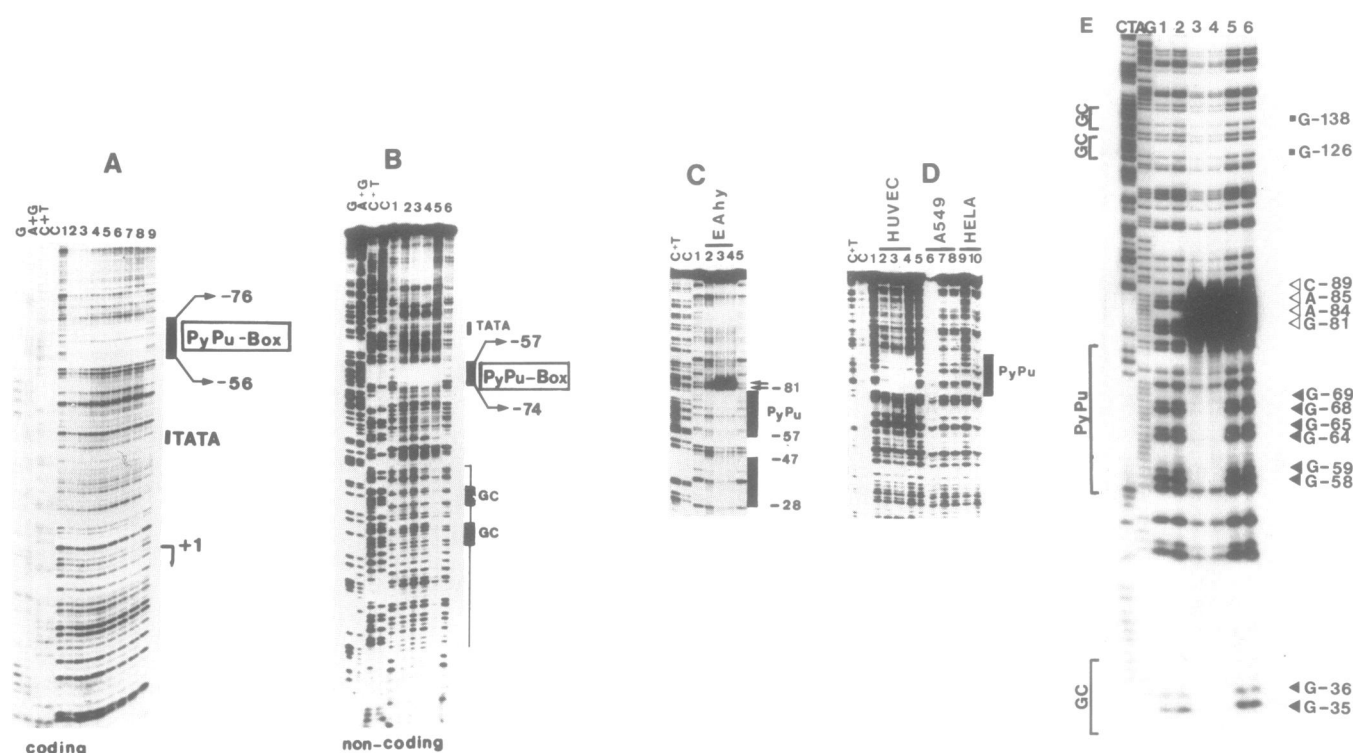 A
G
A+G
C+T
C
1 2 3 4 5 6 7 8 9
-76
PyPu-Box
-56
TATA
+1
coding
B
G
A+G
C+T
C
1 2 3 4 5 6
TATA
-57
PyPu-Box
-74
GC
GC
non-coding
C
EAhy
C+T
C
1 2 3 4 5
-81
PyPu
-57
-47
-28
D
HUVEC
A549
HELA
C+T
C
1 2 3 4 5 6 7 8 9 10
PyPu
E
CT AG 1 2 3 4 5 6
GC
GC
G-138
G-126
C-89
A-85
A-84
G-81
PyPu
G-69
G-68
G-65
G-64
G-59
G-58
GC
G-36
G-35